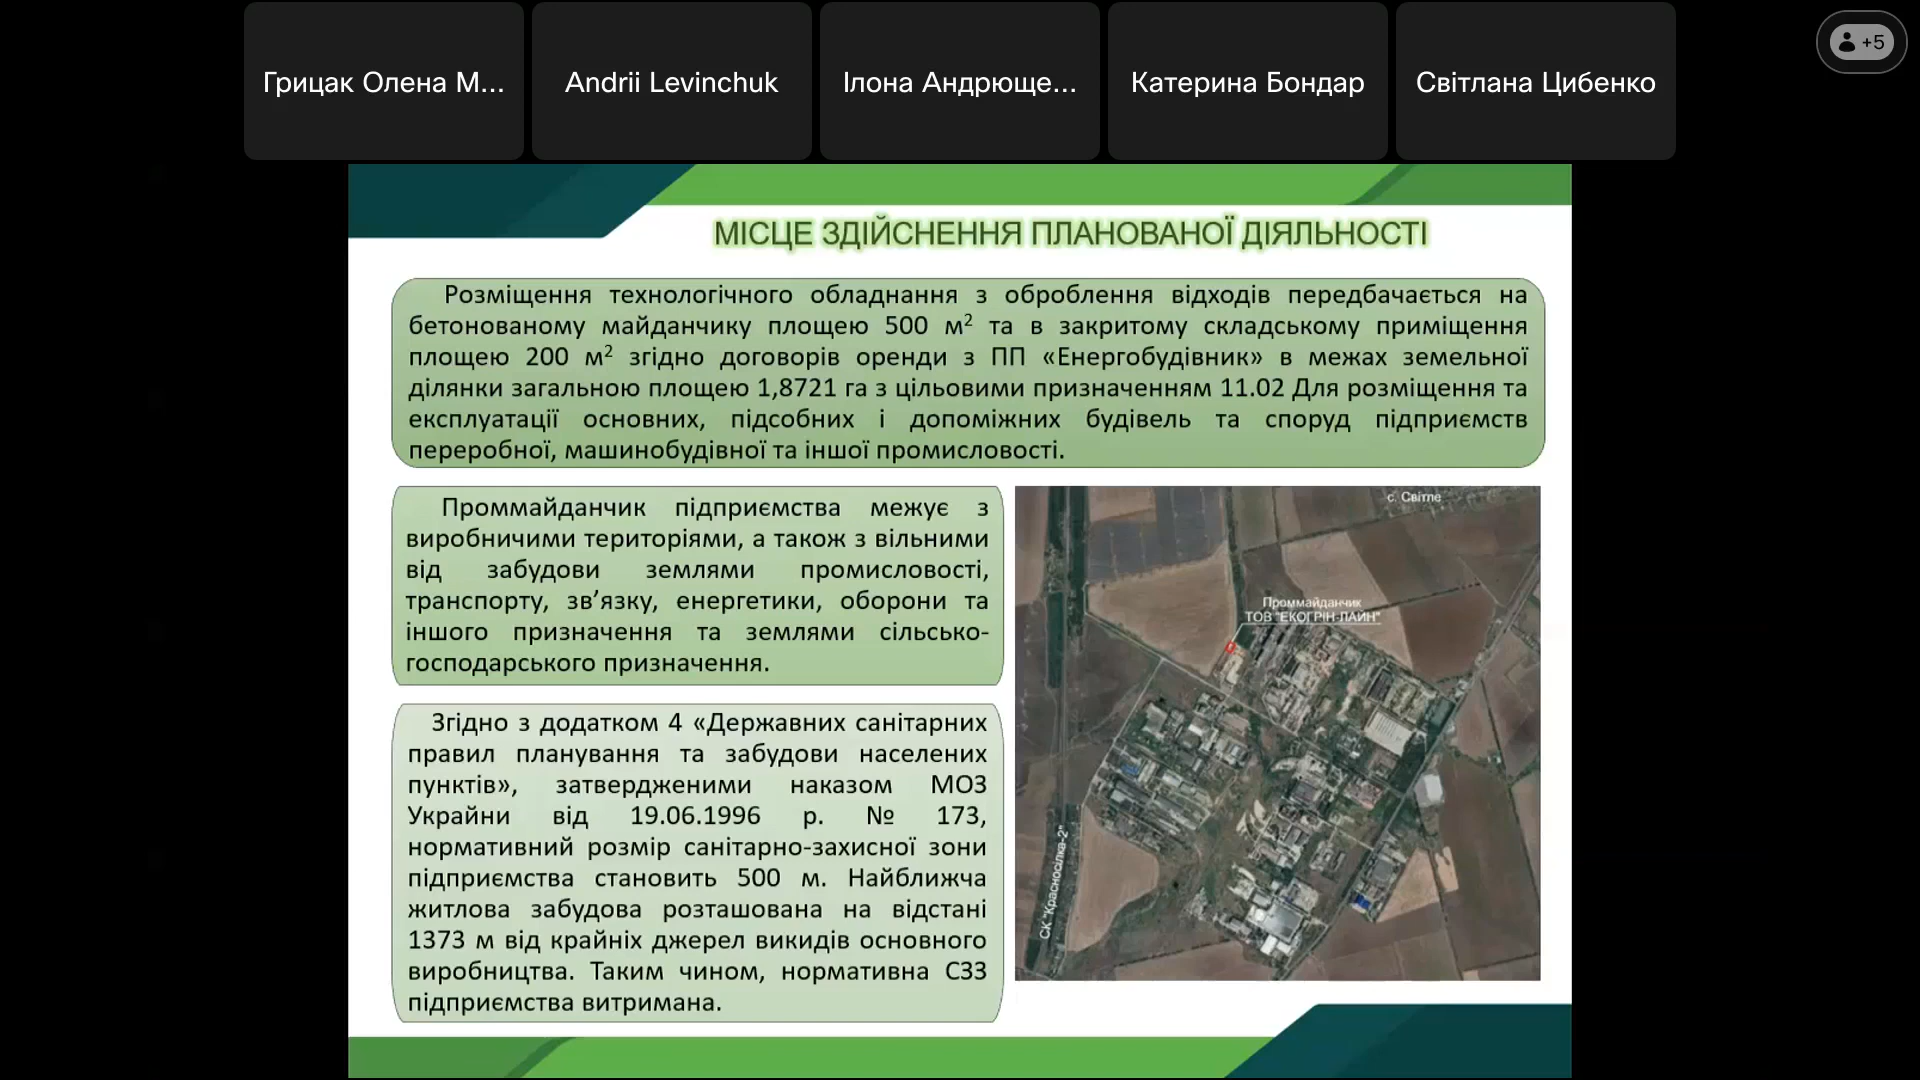 Грицак Олена М...
Andrii Levinchuk
Ілона Андрюще...
Катерина Бондар
Світлана Цибенко
+5
МІСЦЕ ЗДІЙСНЕННЯ ПЛАНОВАНОЇ ДІЯЛЬНОСТІ
Розміщення технологічного обладнання з оброблення відходів передбачається на
бетонованому майданчику площею 500 м² та в закритому складському приміщення
площею 200 м² згідно договорів оренди з ПП «Енергобудівник» в межах земельної
ділянки загальною площею 1,8721 га з цільовими призначенням 11.02 Для розміщення та
експлуатації основних, підсобних і допоміжних будівель та споруд підприємств
переробної, машинобудівної та іншої промисловості.
Проммайданчик підприємства межує з
виробничими територіями, а також з вільними
від забудови землями промисловості,
транспорту, зв’язку, енергетики, оборони та
іншого призначення та землями сільсько-
господарського призначення.
Згідно з додатком 4 «Державних санітарних
правил планування та забудови населених
пунктів», затвердженими наказом МОЗ
України від 19.06.1996 р. № 173,
нормативний розмір санітарно-захисної зони
підприємства становить 500 м. Найближча
житлова забудова розташована на відстані
1373 м від крайніх джерел викидів основного
виробництва. Таким чином, нормативна СЗЗ
підприємства витримана.
с. Світле
Проммайданчик
ТОВ "ЕКОГРІН-ЛАЙН"
СК "Красносілка-2"